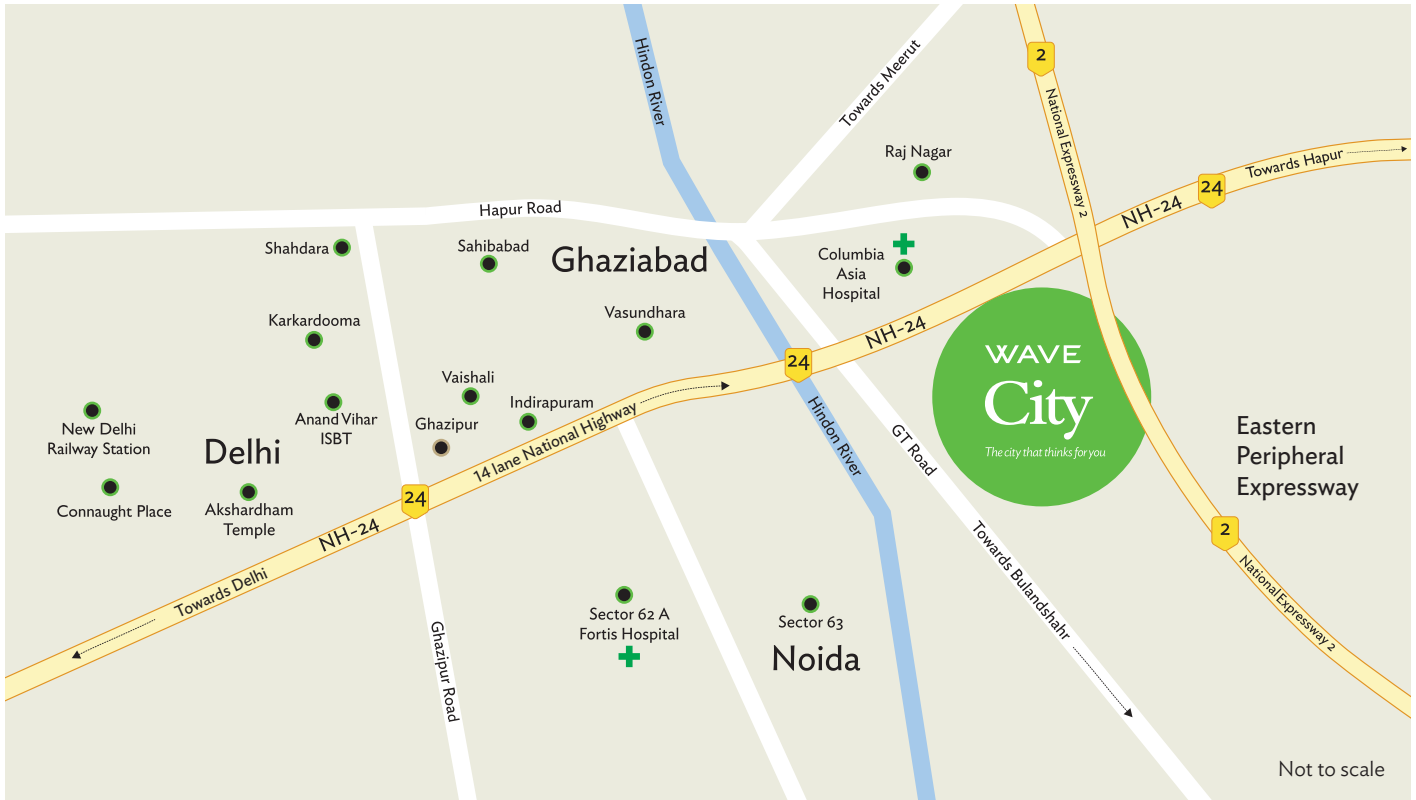 2
Hindon River
Towards Meerut
National Expressway 2
Raj Nagar
Towards Hapur
24
NH-24
Hapur Road
Shahdara
Sahibabad
Ghaziabad
Columbia
Asia
Hospital
Karkardooma
Vasundhara
NH-24
24
WAVE
City
The city that thinks for you
Vaishali
Indirapuram
New Delhi
Railway Station
Anand Vihar
ISBT
Ghazipur
14 lane National Highway
Hindon River
GT Road
Eastern
Peripheral
Expressway
Delhi
Connaught Place
Akshardham
Temple
24
NH-24
2
Towards Delhi
Towards Bulandshahr
National Expressway 2
Sector 62 A
Fortis Hospital
Sector 63
Noida
Ghazipur Road
Not to scale